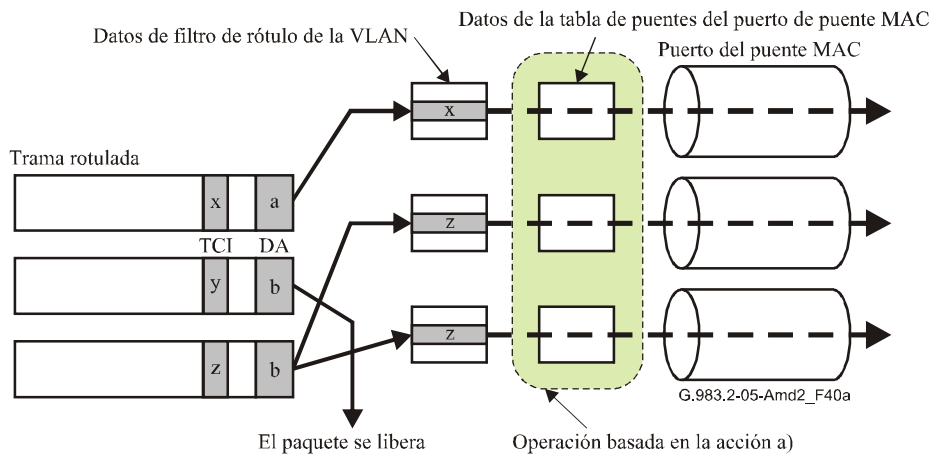 Datos de la tabla de puentes del puerto de puente MAC
Datos de filtro de rótulo de la VLAN
Puerto del puente MAC
x
Trama rotulada
x a
TCI DA
z
y b
z
z b
G.983.2-05-Amd2_F40a
El paquete se libera
Operación basada en la acción a)